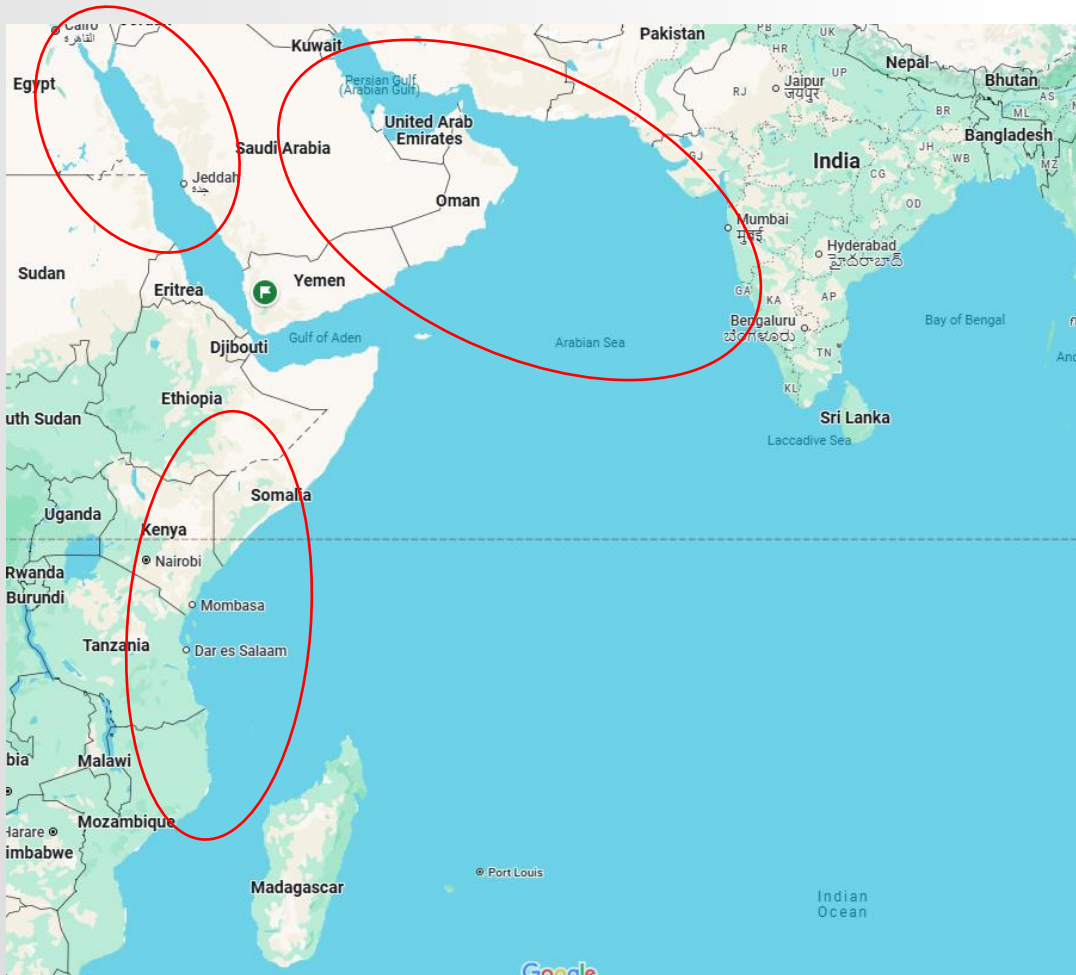 Cairo
القاهرة
Kuwait
Pakistan
PB
UK
HR
Nepal
Egypt
Persian Gulf
(Arabian Gulf)
RJ
Jaipur
जयपुर
UP
Bhutan
AS
ML
BR
United Arab
Emirates
Bangladesh
Saudi Arabia
GJ
India
JH
WB
MZ
Jeddah
جدة
CG
Oman
OD
Mumbai
मुंबई
Sudan
Hyderabad
హైదరాబాద్
Yemen
Eritrea
GA
KA
AP
Bengaluru
ಬೆಂಗಳೂರು
Bay of Bengal
Gulf of Aden
Arabian Sea
Djibouti
TN
KL
Ethiopia
uth Sudan
Sri Lanka
Laccadive Sea
Somalia
Uganda
Kenya
Nairobi
Rwanda
Burundi
Mombasa
Tanzania
Dar es Salaam
bia
Malawi
Mozambique
Harare
imbabwe
Port Louis
Madagascar
Indian
Ocean
Google